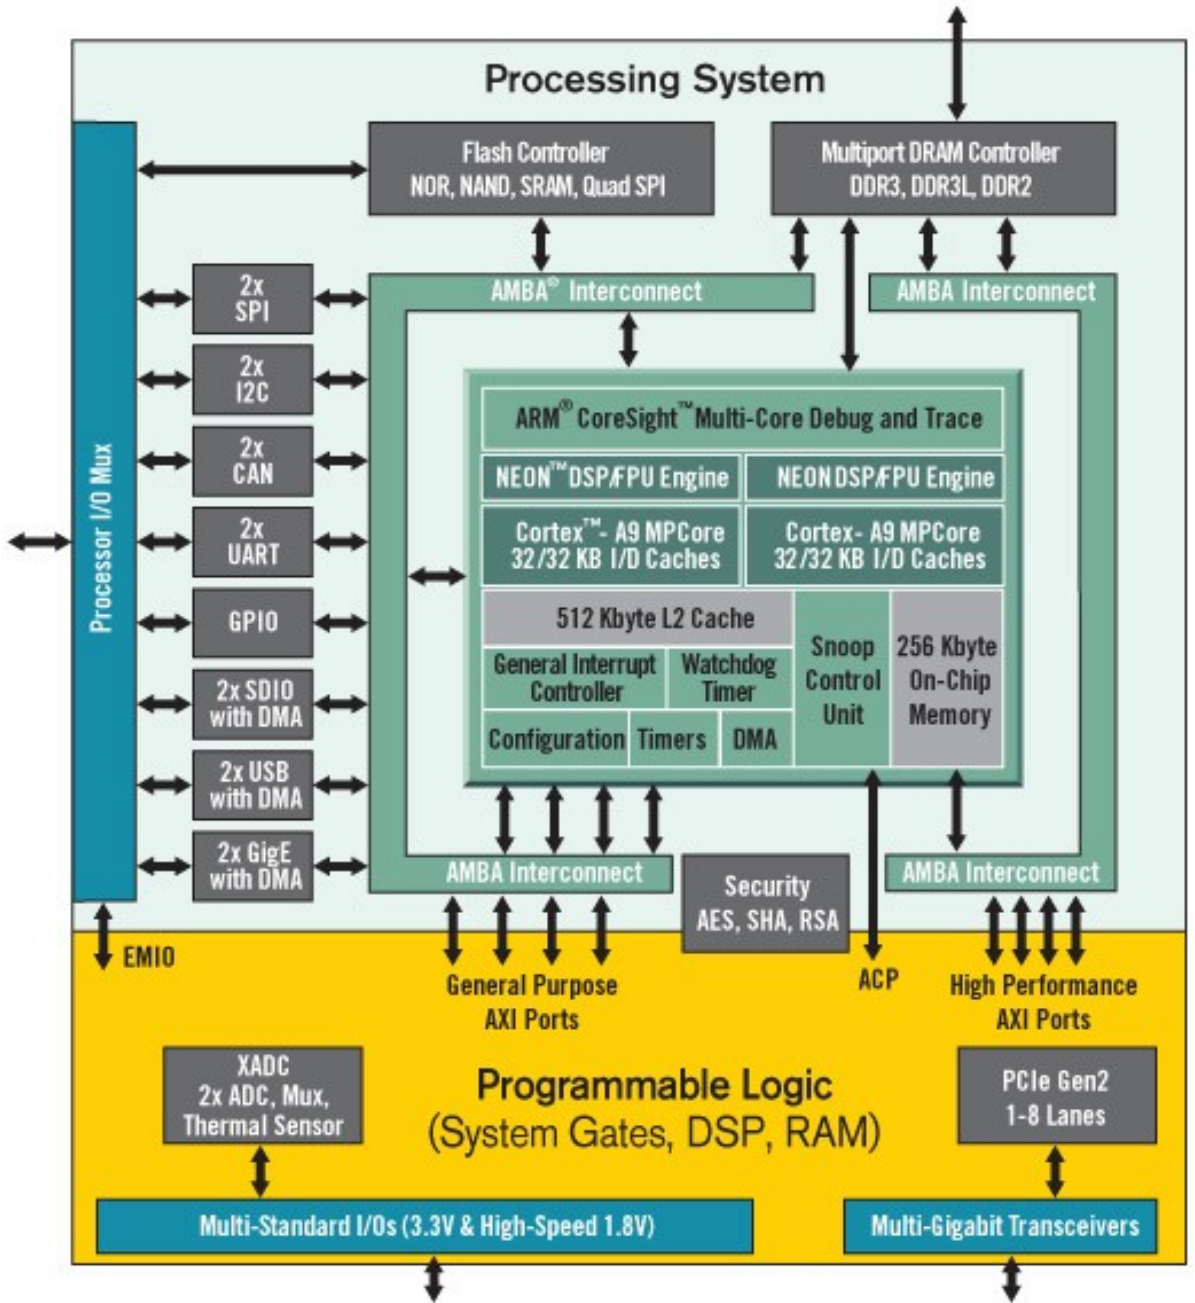 Processing System
Flash Controller
NOR, NAND, SRAM, Quad SPI
Multiport DRAM Controller
DDR3, DDR3L, DDR2
AMBA® Interconnect
AMBA Interconnect
Processor I/O Mux
2x
SPI
2x
I2C
2x
CAN
2x
UART
GPIO
2x SDIO
with DMA
2x USB
with DMA
2x GigE
with DMA
ARM® CoreSight™ Multi-Core Debug and Trace
NEON™ DSP/FPU Engine
NEON DSP/FPU Engine
Cortex™- A9 MPCore
32/32 KB I/D Caches
Cortex- A9 MPCore
32/32 KB I/D Caches
512 Kbyte L2 Cache
General Interrupt
Controller
Watchdog
Timer
Configuration
Timers
DMA
Snoop
Control
Unit
256 Kbyte
On-Chip
Memory
AMBA Interconnect
Security
AES, SHA, RSA
AMBA Interconnect
EMIO
General Purpose
AXI Ports
ACP
High Performance
AXI Ports
XADC
2x ADC, Mux,
Thermal Sensor
Programmable Logic
(System Gates, DSP, RAM)
PCIe Gen2
1-8 Lanes
Multi-Standard I/Os (3.3V & High-Speed 1.8V)
Multi-Gigabit Transceivers